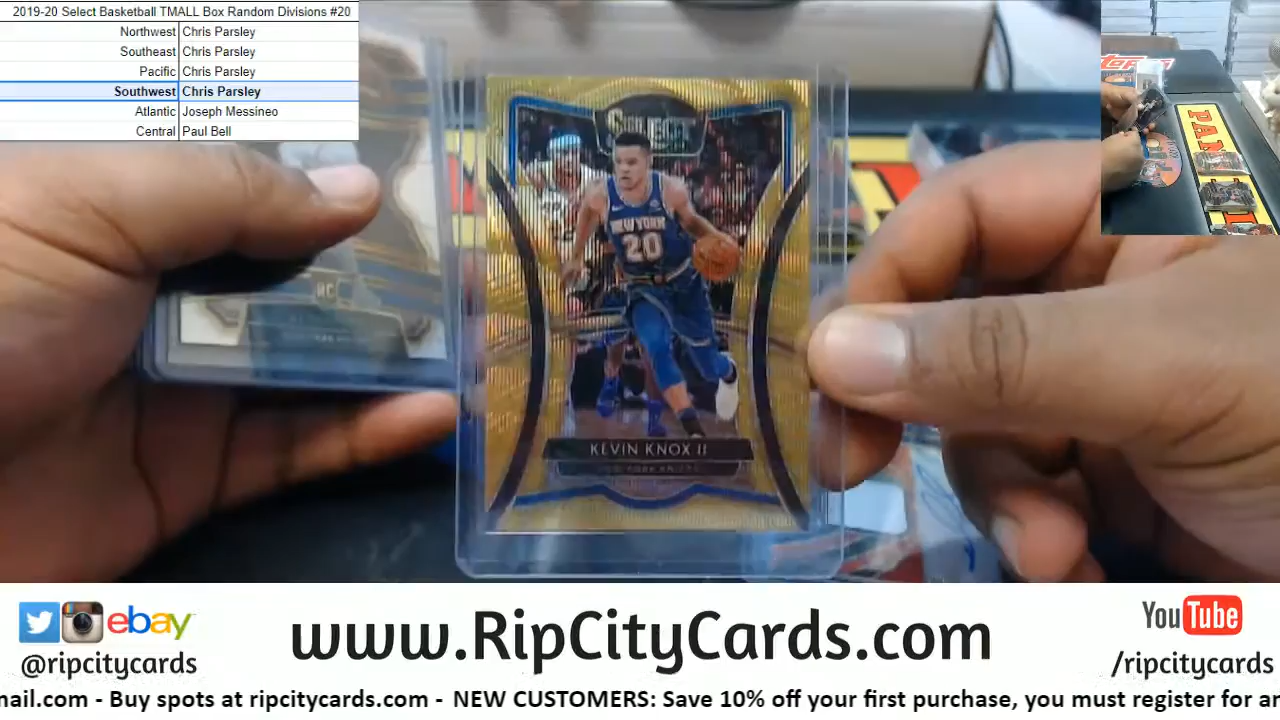 2019-20 Select Basketball TMALL Box Random Divisions #20
Northwest Chris Parsley
Southeast Chris Parsley
Pacific Chris Parsley
Southwest Chris Parsley
Atlantic Joseph Messineo
Central Paul Bell
SELECT
NEW YORK
20
KEVIN KNOX II
NEW YORK KNICKS
RC
PANI
ebay
@ripcitycards
www.RipCityCards.com
YouTube
/ripcitycards
mail.com - Buy spots at ripcitycards.com - NEW CUSTOMERS: Save 10% off your first purchase, you must register for an